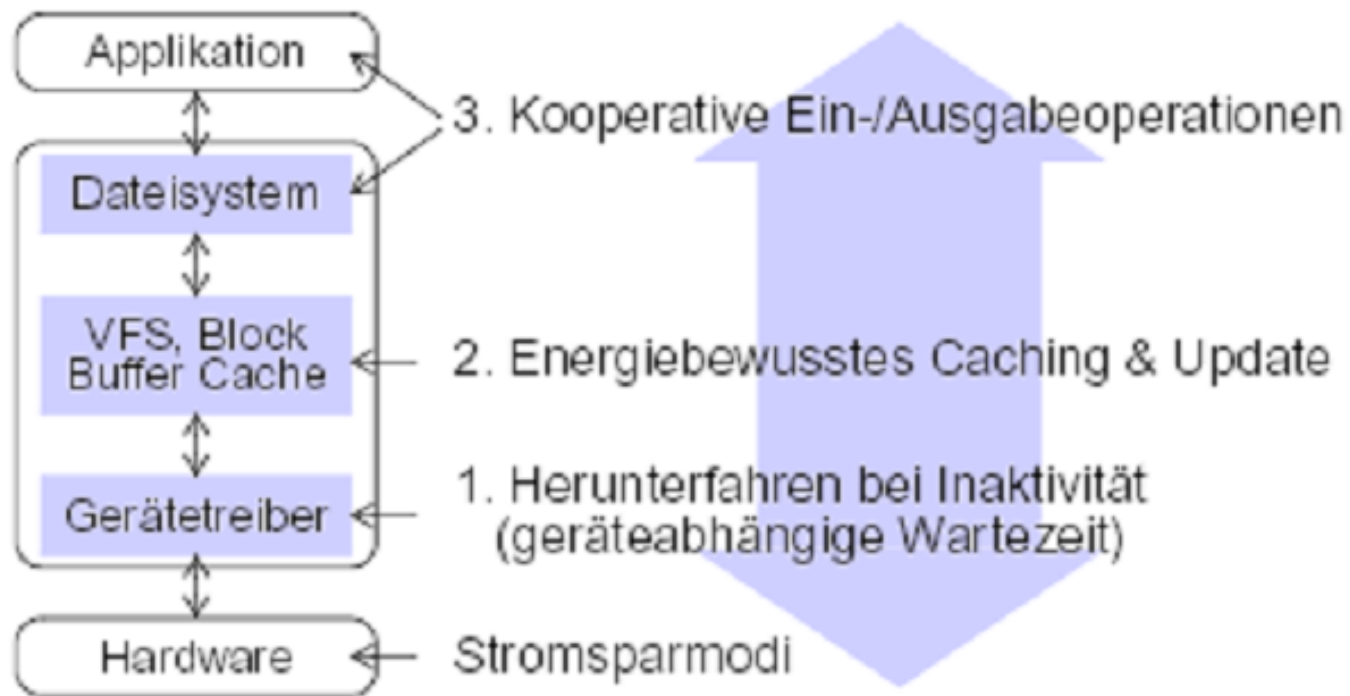 Applikation
3. Kooperative Ein-/Ausgabeoperationen
Dateisystem
VFS, Block
Buffer Cache
2. Energiebewusstes Caching & Update
Gerätetreiber
1. Herunterfahren bei Inaktivität
(geräteabhängige Wartezeit)
Hardware
Stromsparmodi